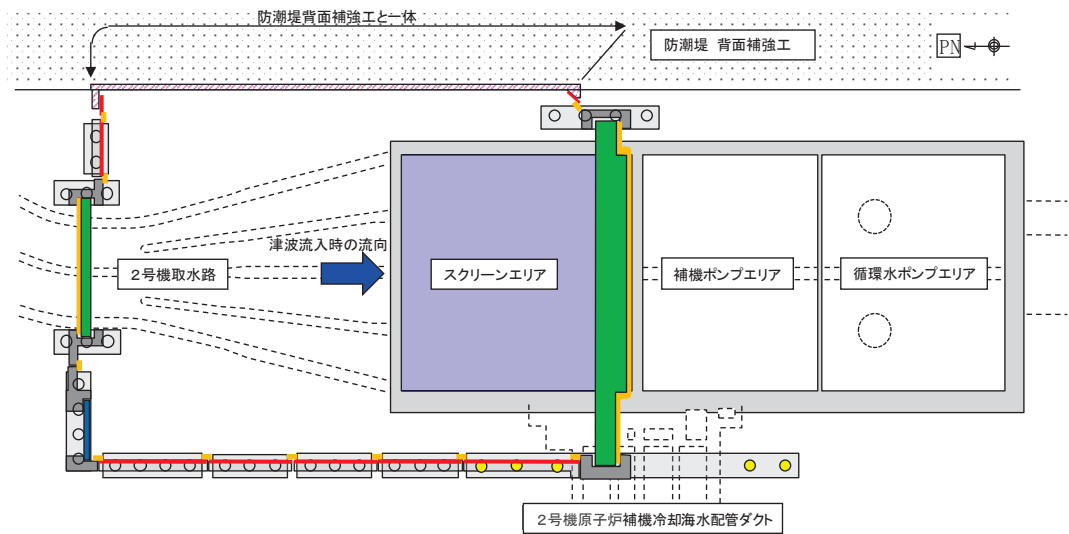 防潮堤背面補強工と一体
防潮堤 背面補強工
PN
津波流入時の流向
2号機取水路
スクリーンエリア
補機ポンプエリア
循環水ポンプエリア
2号機原子炉補機冷却海水配管ダクト